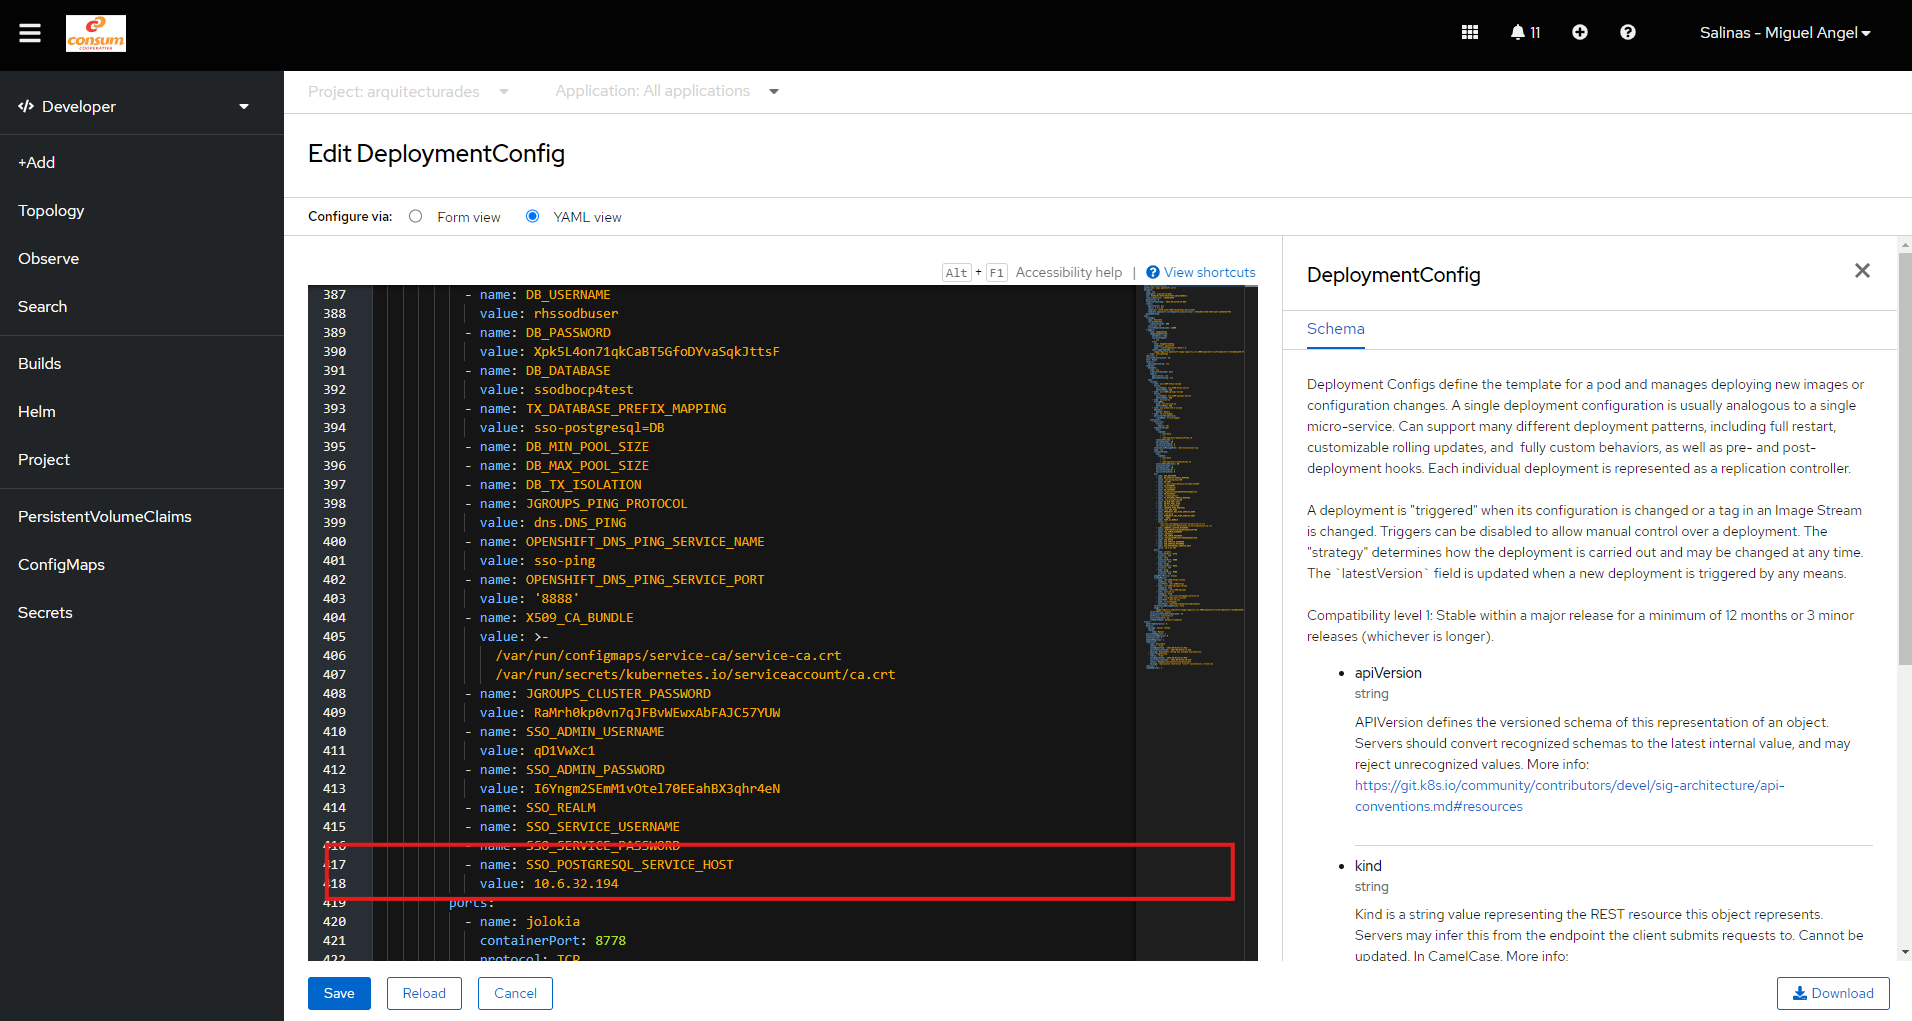 consum
COOPERATIVA
11
Salinas - Miguel Angel
Developer
Project: arquitecturades
Application: All applications
+Add
Topology
Observe
Search
Builds
Helm
Project
PersistentVolumeClaims
ConfigMaps
Secrets
Edit DeploymentConfig
Configure via:
Form view
YAML view
Alt + F1 Accessibility help | View shortcuts
387 - name: DB_USERNAME
388 value: rhssodbuser
389 - name: DB_PASSWORD
390 value: Xpk5L4on71qkCaBT5GfoDYvaSqkJttsF
391 - name: DB_DATABASE
392 value: ssodbocp4test
393 - name: TX_DATABASE_PREFIX_MAPPING
394 value: sso-postgresql=DB
395 - name: DB_MIN_POOL_SIZE
396 - name: DB_MAX_POOL_SIZE
397 - name: DB_TX_ISOLATION
398 - name: JGROUPS_PING_PROTOCOL
399 value: dns.DNS_PING
400 - name: OPENSHIFT_DNS_PING_SERVICE_NAME
401 value: sso-ping
402 - name: OPENSHIFT_DNS_PING_SERVICE_PORT
403 value: '8888'
404 - name: X509_CA_BUNDLE
405 value: >-
406 /var/run/configmaps/service-ca/service-ca.crt
407 /var/run/secrets/kubernetes.io/serviceaccount/ca.crt
408 - name: JGROUPS_CLUSTER_PASSWORD
409 value: RaMrh0kp0vn7qJFBvWEwxAbFAJC57YUW
410 - name: SSO_ADMIN_USERNAME
411 value: qD1VwXc1
412 - name: SSO_ADMIN_PASSWORD
413 value: I6Yngm2SEmM1vOtel70EEahBX3qhr4eN
414 - name: SSO_REALM
415 - name: SSO_SERVICE_USERNAME
416 - name: SSO_SERVICE_PASSWORD
417 - name: SSO_POSTGRESQL_SERVICE_HOST
418 value: 10.6.32.194
419 ports:
420 - name: jolokia
421 containerPort: 8778
422 protocol: TCP
Save
Reload
Cancel
DeploymentConfig
Schema
Deployment Configs define the template for a pod and manages deploying new images or
configuration changes. A single deployment configuration is usually analogous to a single
micro-service. Can support many different deployment patterns, including full restart,
customizable rolling updates, and fully custom behaviors, as well as pre- and post-
deployment hooks. Each individual deployment is represented as a replication controller.
A deployment is "triggered" when its configuration is changed or a tag in an Image Stream
is changed. Triggers can be disabled to allow manual control over a deployment. The
"strategy" determines how the deployment is carried out and may be changed at any time.
The `latestVersion` field is updated when a new deployment is triggered by any means.
Compatibility level 1: Stable within a major release for a minimum of 12 months or 3 minor
releases (whichever is longer).
apiVersion
string
APIVersion defines the versioned schema of this representation of an object.
Servers should convert recognized schemas to the latest internal value, and may
reject unrecognized values. More info:
https://git.k8s.io/community/contributors/devel/sig-architecture/api-
conventions.md#resources
kind
string
Kind is a string value representing the REST resource this object represents.
Servers may infer this from the endpoint the client submits requests to. Cannot be
updated. In CamelCase. More info:
Download